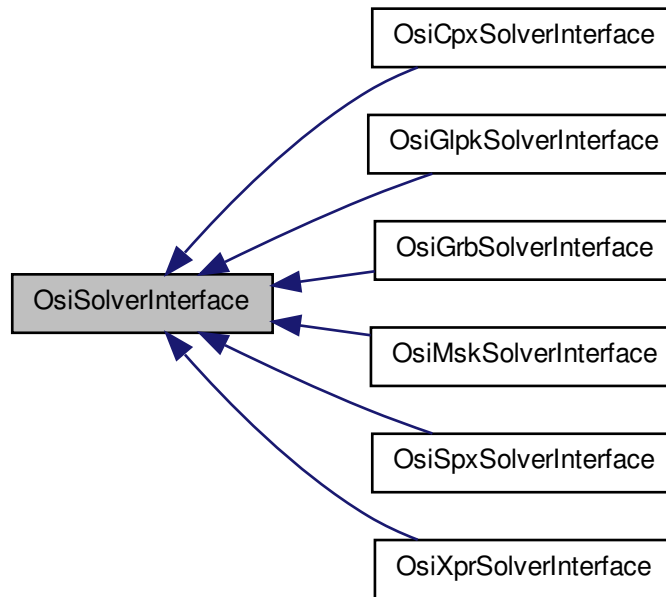 OsiCpxSolverInterface
OsiGlpkSolverInterface
OsiGrbSolverInterface
OsiSolverInterface
OsiMskSolverInterface
OsiSpxSolverInterface
OsiXprSolverInterface